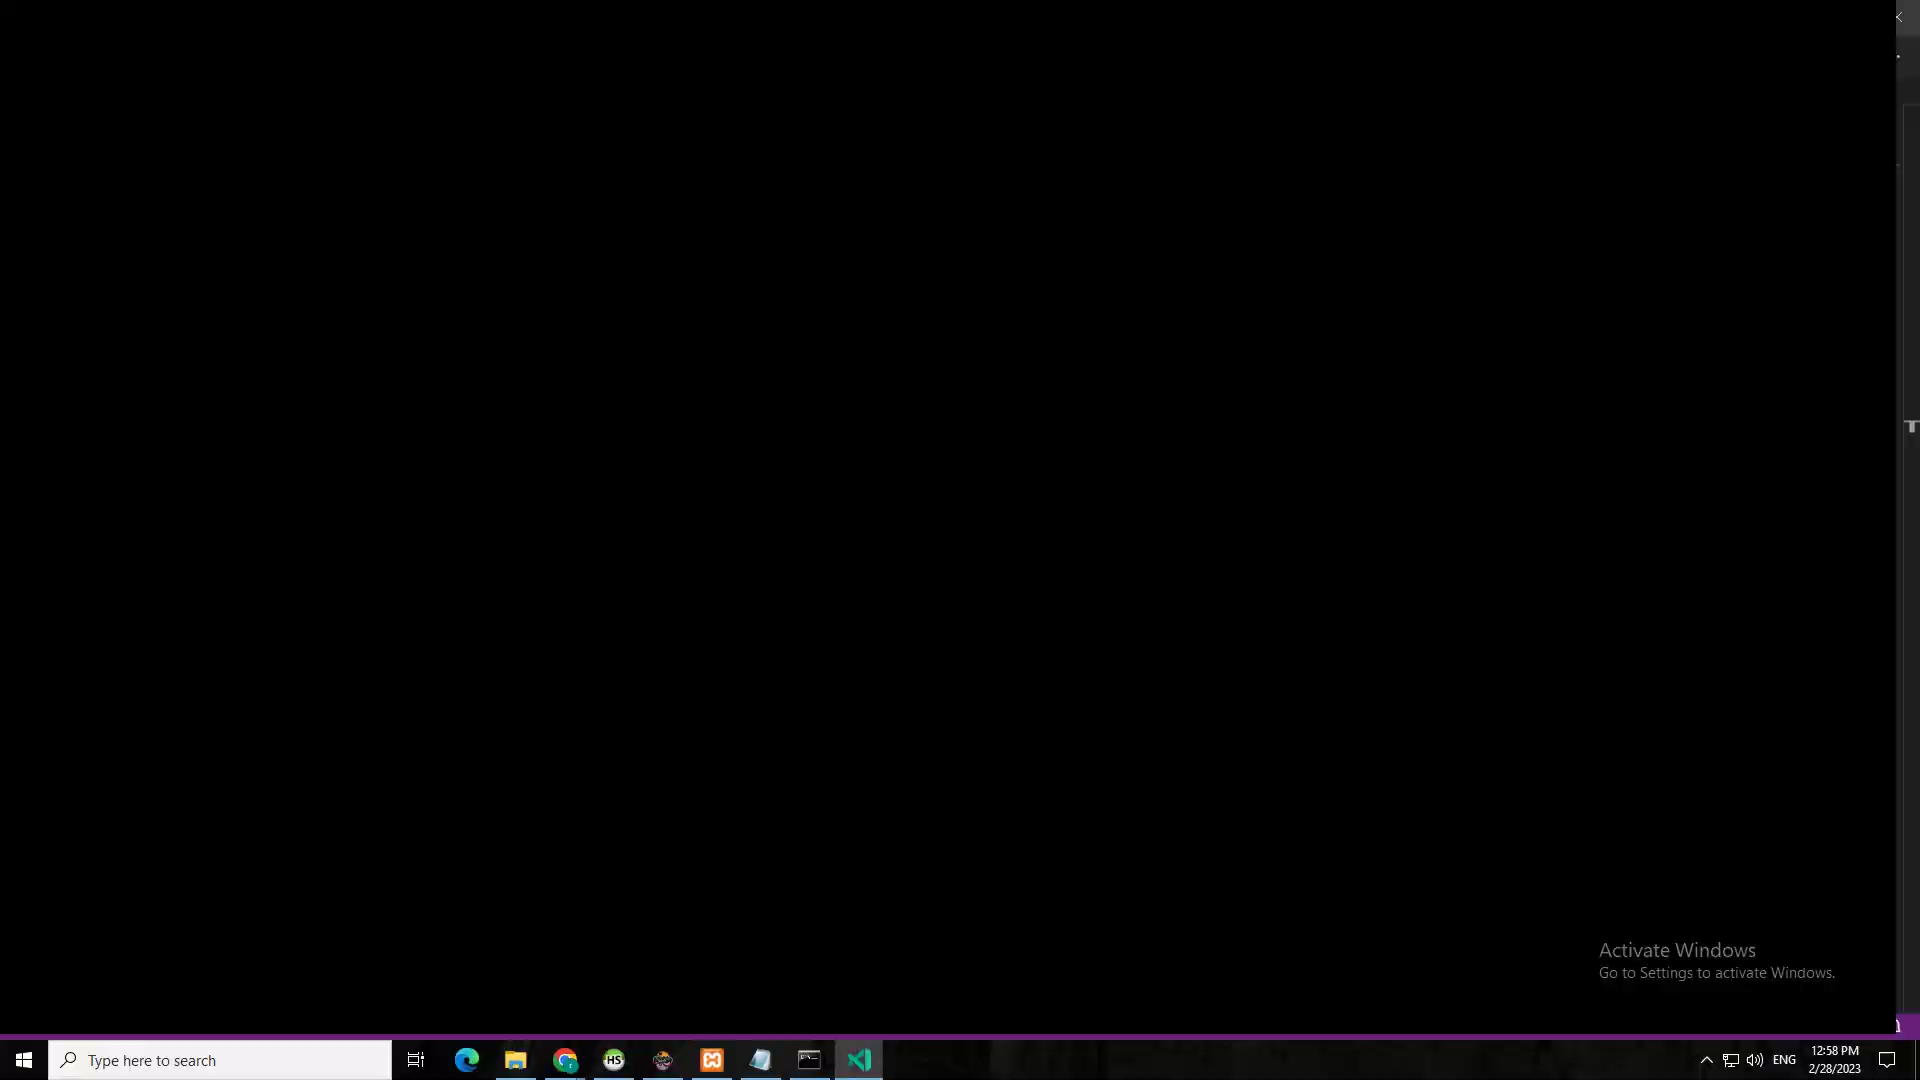 Activate Windows
Go to Settings to activate Windows.
Type here to search
HS
ENG
12:58 PM
2/28/2023